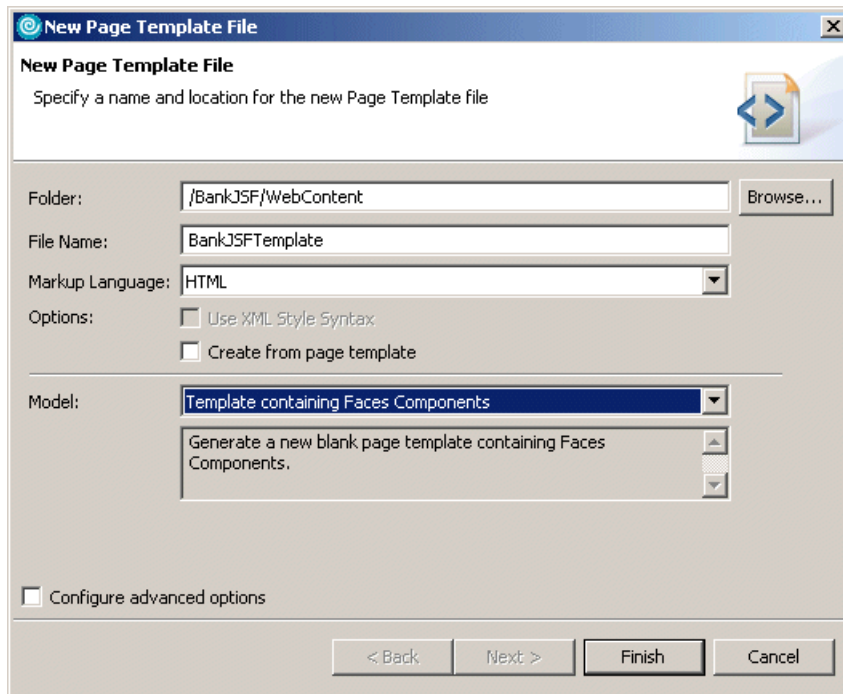 New Page Template File
New Page Template File
Specify a name and location for the new Page Template file
Folder: /BankJSF/WebContent Browse...
File Name: BankJSFTemplate
Markup Language: HTML
Options: Use XML Style Syntax
Create from page template
Model: Template containing Faces Components
Generate a new blank page template containing Faces
Components.
Configure advanced options
< Back Next > Finish Cancel